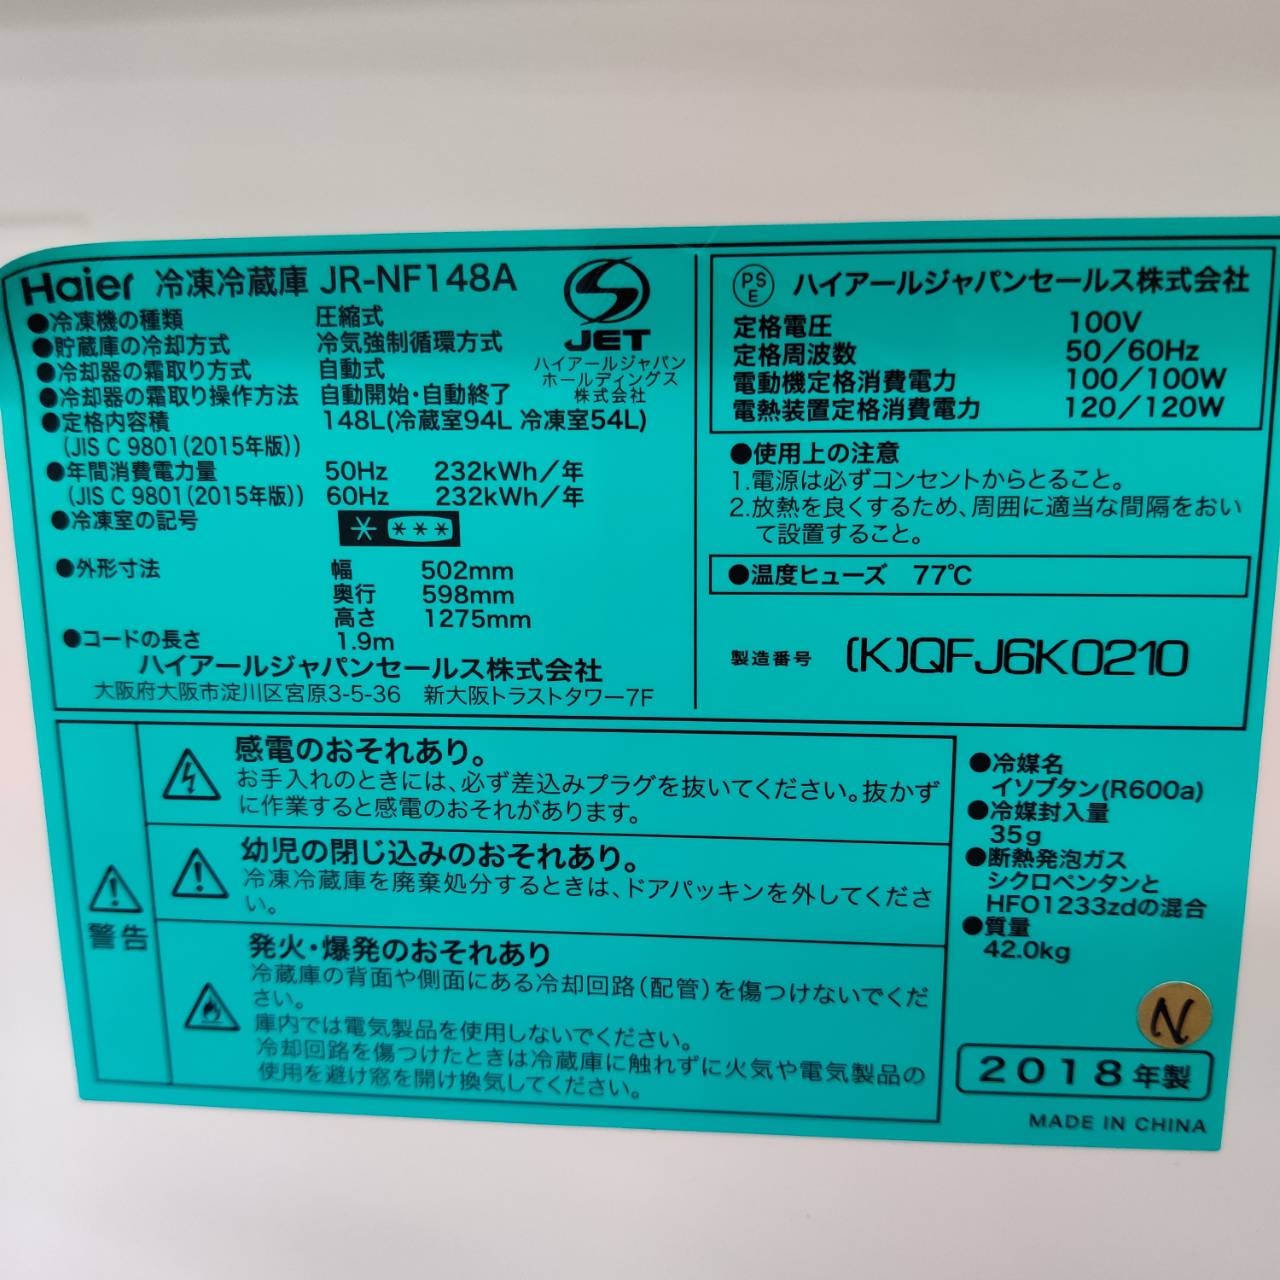 Haier 冷凍冷蔵庫 JR-NF148A
●冷凍機の種類 圧縮式
●貯蔵庫の冷却方式 冷気強制循環方式
●冷却器の霜取り方式 自動式
●冷却器の霜取り操作方法 自動開始・自動終了
●定格内容積 148L(冷蔵室94L 冷凍室54L)
(JIS C 9801(2015年版))
●年間消費電力量 50Hz 232kWh/年
(JIS C 9801(2015年版)) 60Hz 232kWh/年
●冷凍室の記号 * ***
●外形寸法 幅 502mm
奥行 598mm
高さ 1275mm
●コードの長さ 1.9m
ハイアールジャパンセールス株式会社
大阪府大阪市淀川区宮原3-5-36 新大阪トラストタワー7F
JET
ハイアールジャパン
ホールディングス
株式会社
PS
E
ハイアールジャパンセールス株式会社
定格電圧 100V
定格周波数 50/60Hz
電動機定格消費電力 100/100W
電熱装置定格消費電力 120/120W
●使用上の注意
1.電源は必ずコンセントからとること。
2.放熱を良くするため、周囲に適当な間隔をおい
て設置すること。
●温度ヒューズ 77℃
製造番号 (K)QFJ6K0210
警告
感電のおそれあり。
お手入れのときには、必ず差込みプラグを抜いてください。抜かず
に作業すると感電のおそれがあります。
幼児の閉じ込みのおそれあり。
冷凍冷蔵庫を廃棄処分するときは、ドアパッキンを外してくださ
い。
発火・爆発のおそれあり
冷蔵庫の背面や側面にある冷却回路(配管)を傷つけないでくだ
さい。
庫内では電気製品を使用しないでください。
冷却回路を傷つけたときは冷蔵庫に触れずに火気や電気製品の
使用を避け窓を開け換気してください。
●冷媒名
イソブタン(R600a)
●冷媒封入量
35g
●断熱発泡ガス
シクロペンタンと
HFO1233zdの混合
●質量
42.0kg
N
2018年製
MADE IN CHINA